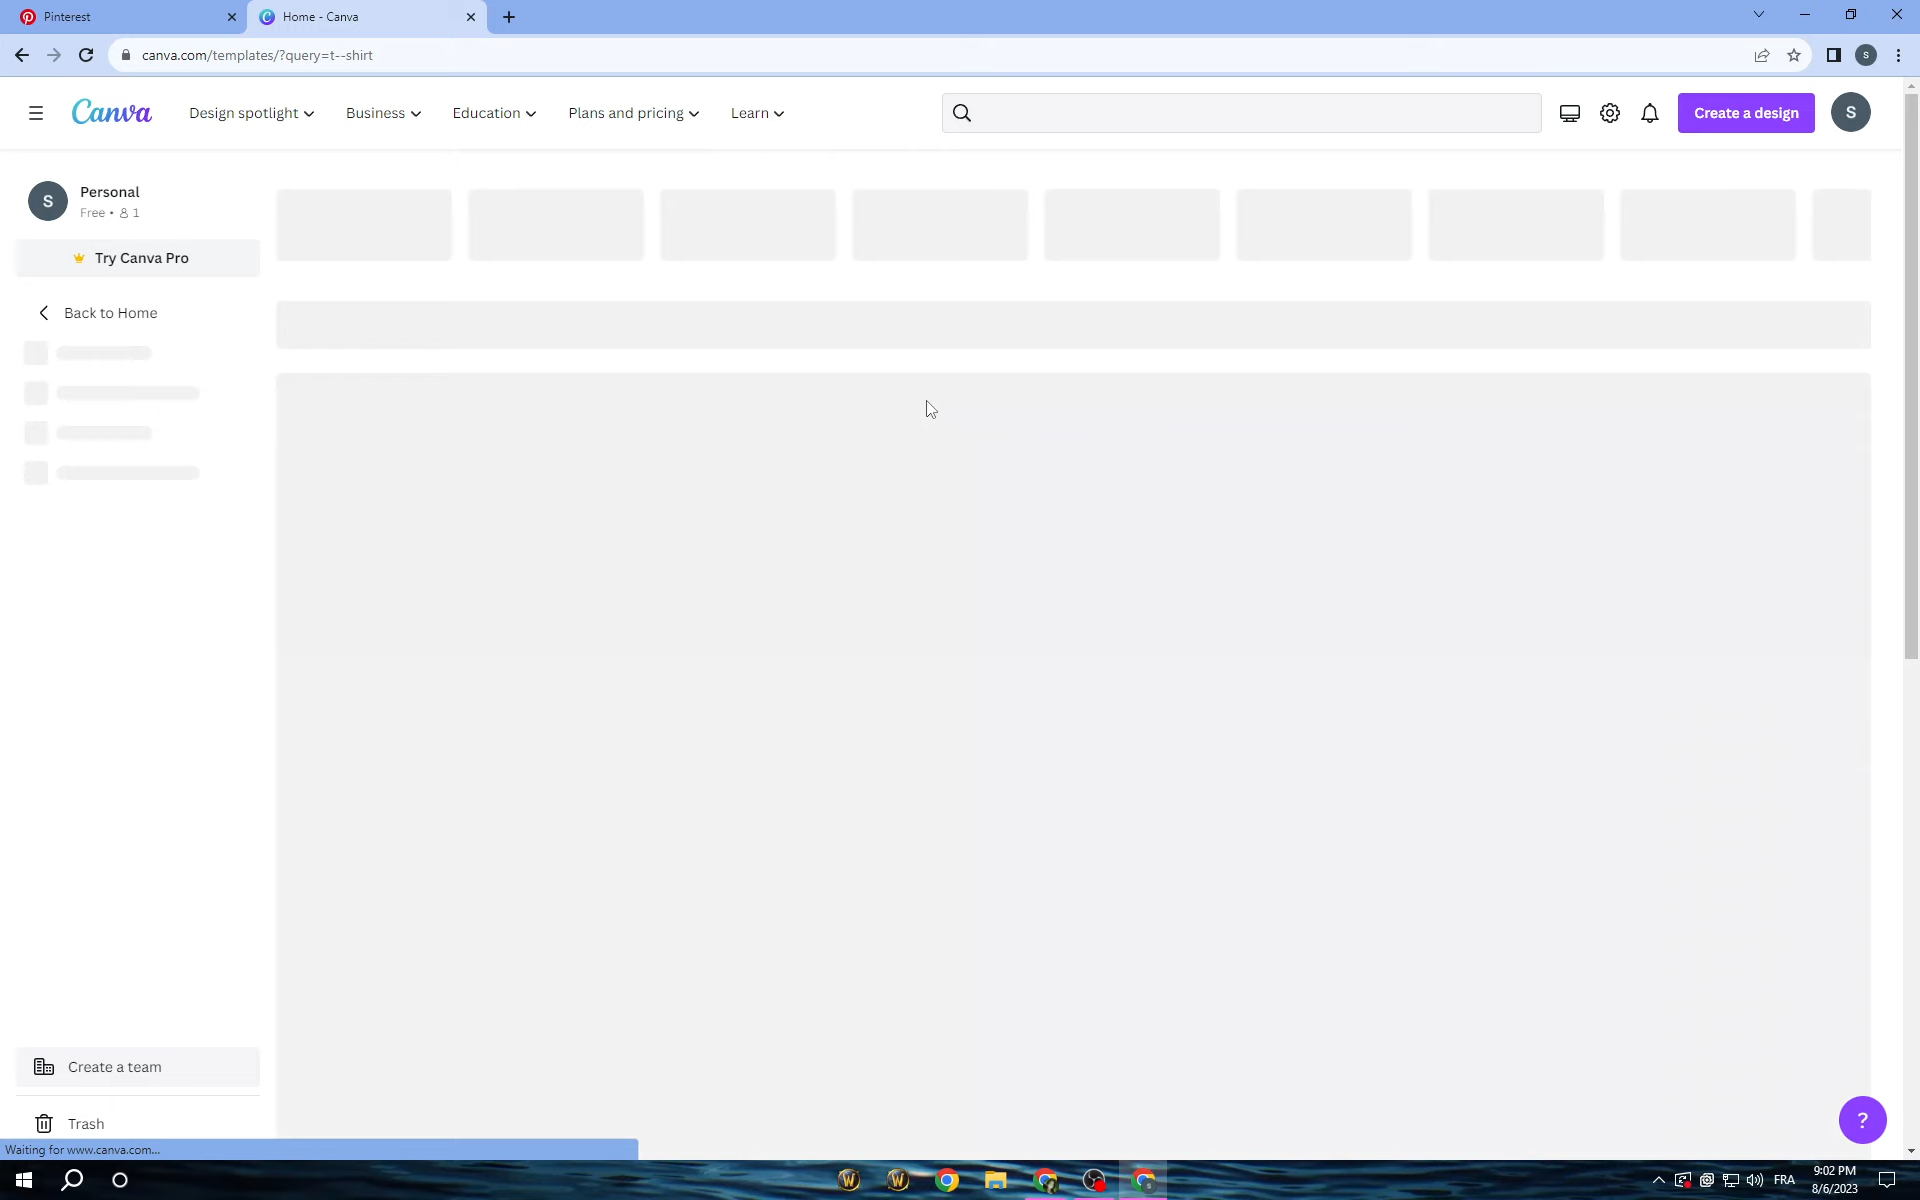 Pinterest
Home - Canva
canva.com/templates/?query=t--shirt
S
Canva
Design spotlight
Business
Education
Plans and pricing
Learn
Create a design
S
S
Personal
Free • 1
Try Canva Pro
Back to Home
Create a team
Trash
?
Waiting for www.canva.com...
FRA
9:02 PM
8/6/2023